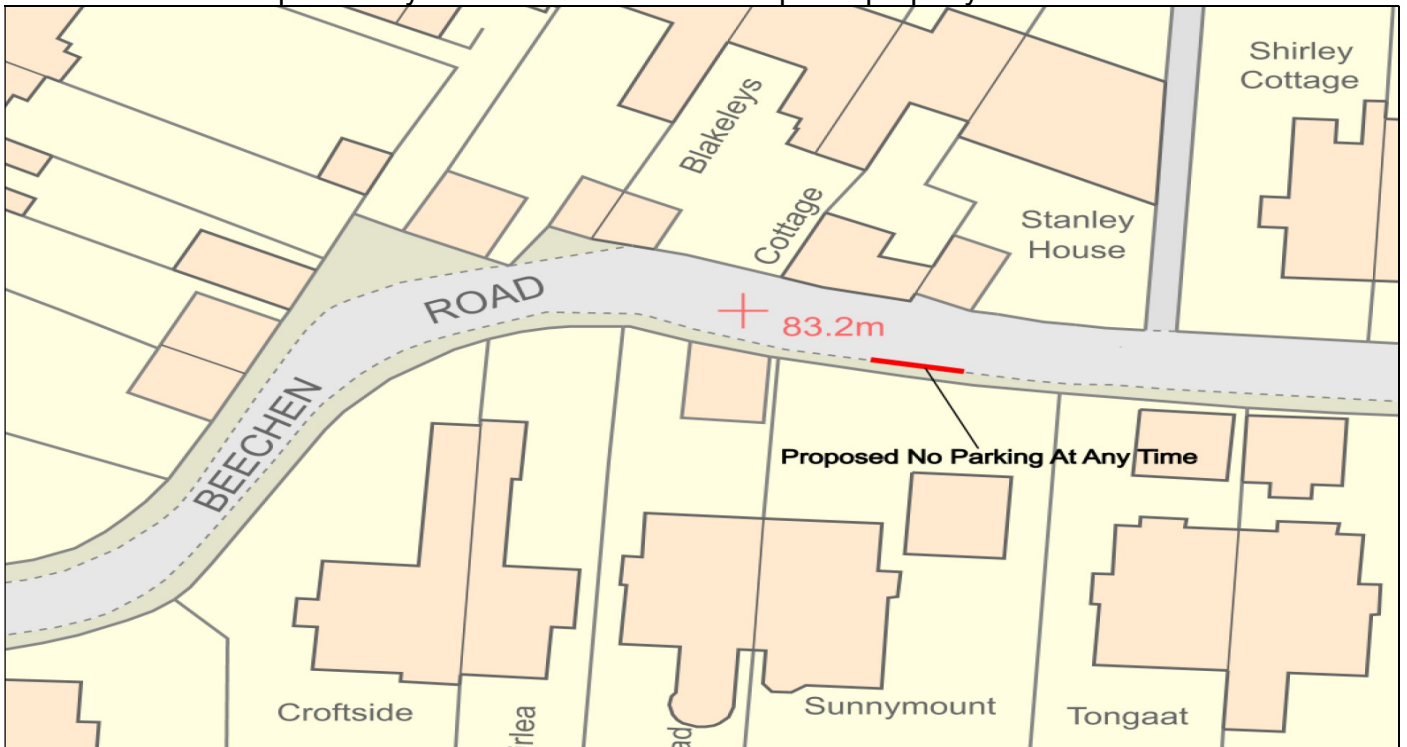 Shirley
Cottage
Blakeleys
Cottage
Stanley
House
BEECHEN
ROAD
83.2m
Proposed No Parking At Any Time
Croftside
Sunnymount
Tongaat